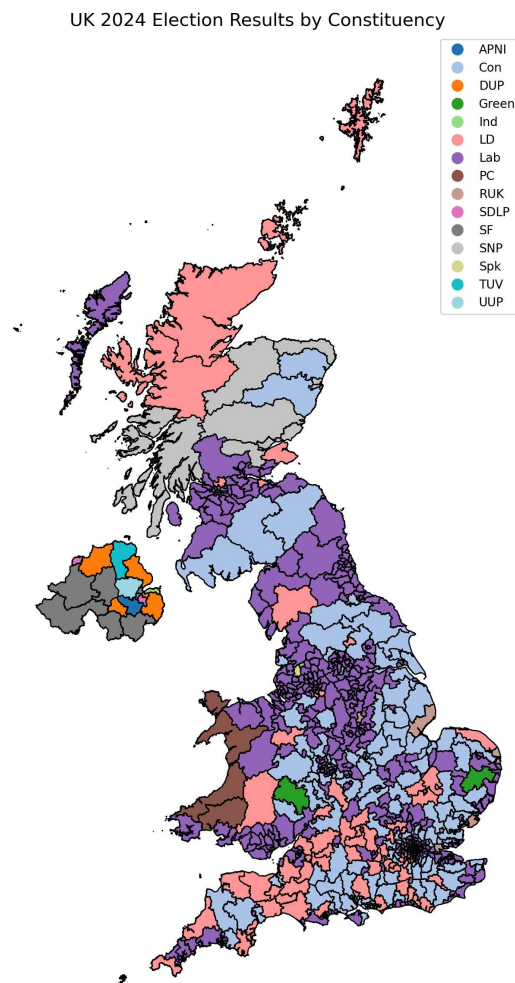 UK 2024 Election Results by Constituency
APNI
Con
DUP
Green
Ind
LD
Lab
PC
RUK
SDLP
SF
SNP
Spk
TUV
UUP